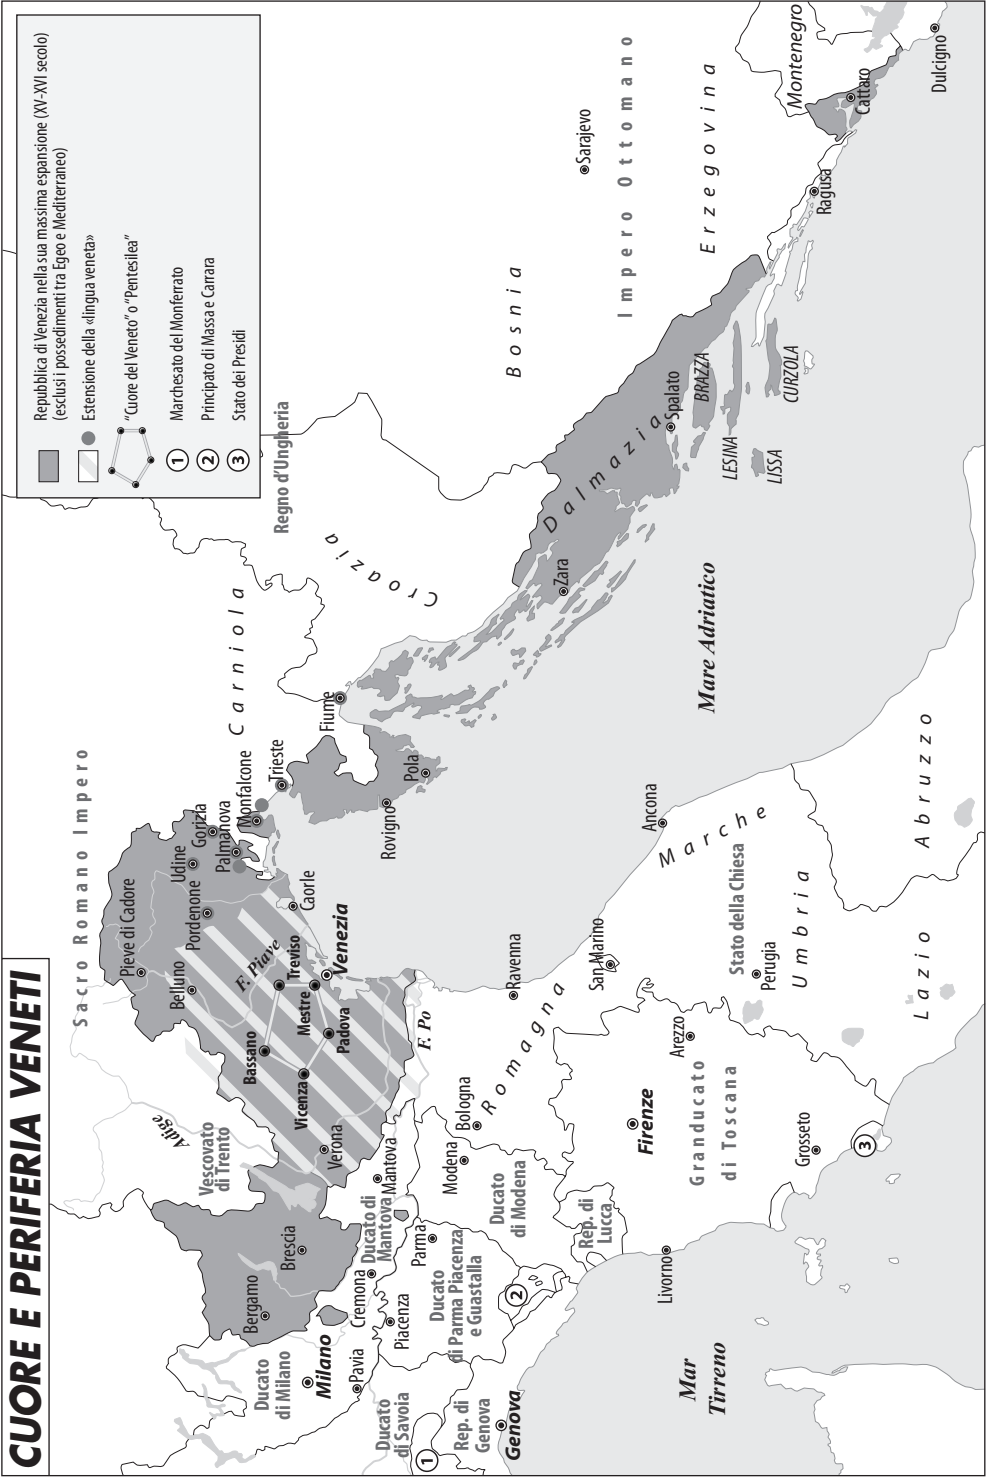 CUORE E PERIFERIA VENETI
Repubblica di Venezia nella sua massima espansione (XV-XVI secolo)
(esclusi i possedimenti tra Egeo e Mediterraneo)
Estensione della «lingua veneta»
"Cuore del Veneto" o "Pentesilea"
1 Marchesato del Monferrato
2 Principato di Massa e Carrara
3 Stato dei Presidi
Sacro Romano Impero
Pieve di Cadore
Belluno
Pordenone
Udine
Gorizia
Palmanova
Monfalcone
Trieste
Carniola
Fiume
Croazia
Regno d'Ungheria
Adige
Vescovato
di Trento
F. Piave
Bassano
Treviso
Caorle
Venezia
Mestre
Padova
Vicenza
Verona
Brescia
Bergamo
Ducato
di Milano
Milano
Pavia
Cremona
Ducato di
Mantova
Mantova
F. Po
Rovigno
Pola
Piacenza
Parma
Ducato
di Parma Piacenza
e Guastalla
Ducato
di Savoia
1
Rep. di
Genova
Genova
2
Modena
Ducato
di Modena
Bologna
Romagna
Ravenna
Rep. di
Lucca
San Marino
Firenze
Livorno
Granducato
di Toscana
Arezzo
Grosseto
3
Mar
Tirreno
Ancona
Marche
Stato della Chiesa
Perugia
Umbria
Lazio
Abruzzo
Mare Adriatico
Zara
Dalmazia
Spalato
BRAZZA
LESINA
LISSA
CURZOLA
Bosnia
Sarajevo
Impero Ottomano
Erzegovina
Montenegro
Ragusa
Cattaro
Dulcigno